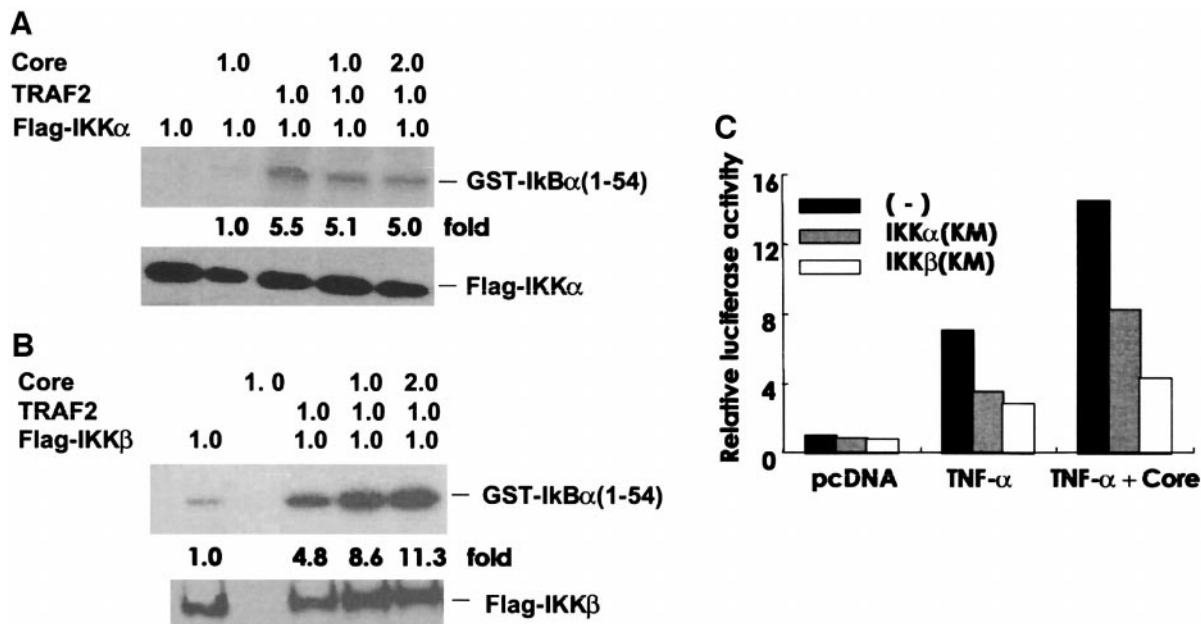 A
Core 1.0 1.0 2.0
TRAF2 1.0 1.0 1.0
Flag-IKKα 1.0 1.0 1.0 1.0 1.0
GST-IkBα(1-54)
1.0 5.5 5.1 5.0 fold
Flag-IKKα
B
Core 1. 0 1.0 2.0
TRAF2 1.0 1.0 1.0
Flag-IKKβ 1.0 1.0 1.0 1.0
GST-IkBα(1-54)
1.0 4.8 8.6 11.3 fold
Flag-IKKβ
C
Relative luciferase activity
16
12
8
4
0
( - )
IKKα(KM)
IKKβ(KM)
pcDNA TNF-α TNF-α + Core